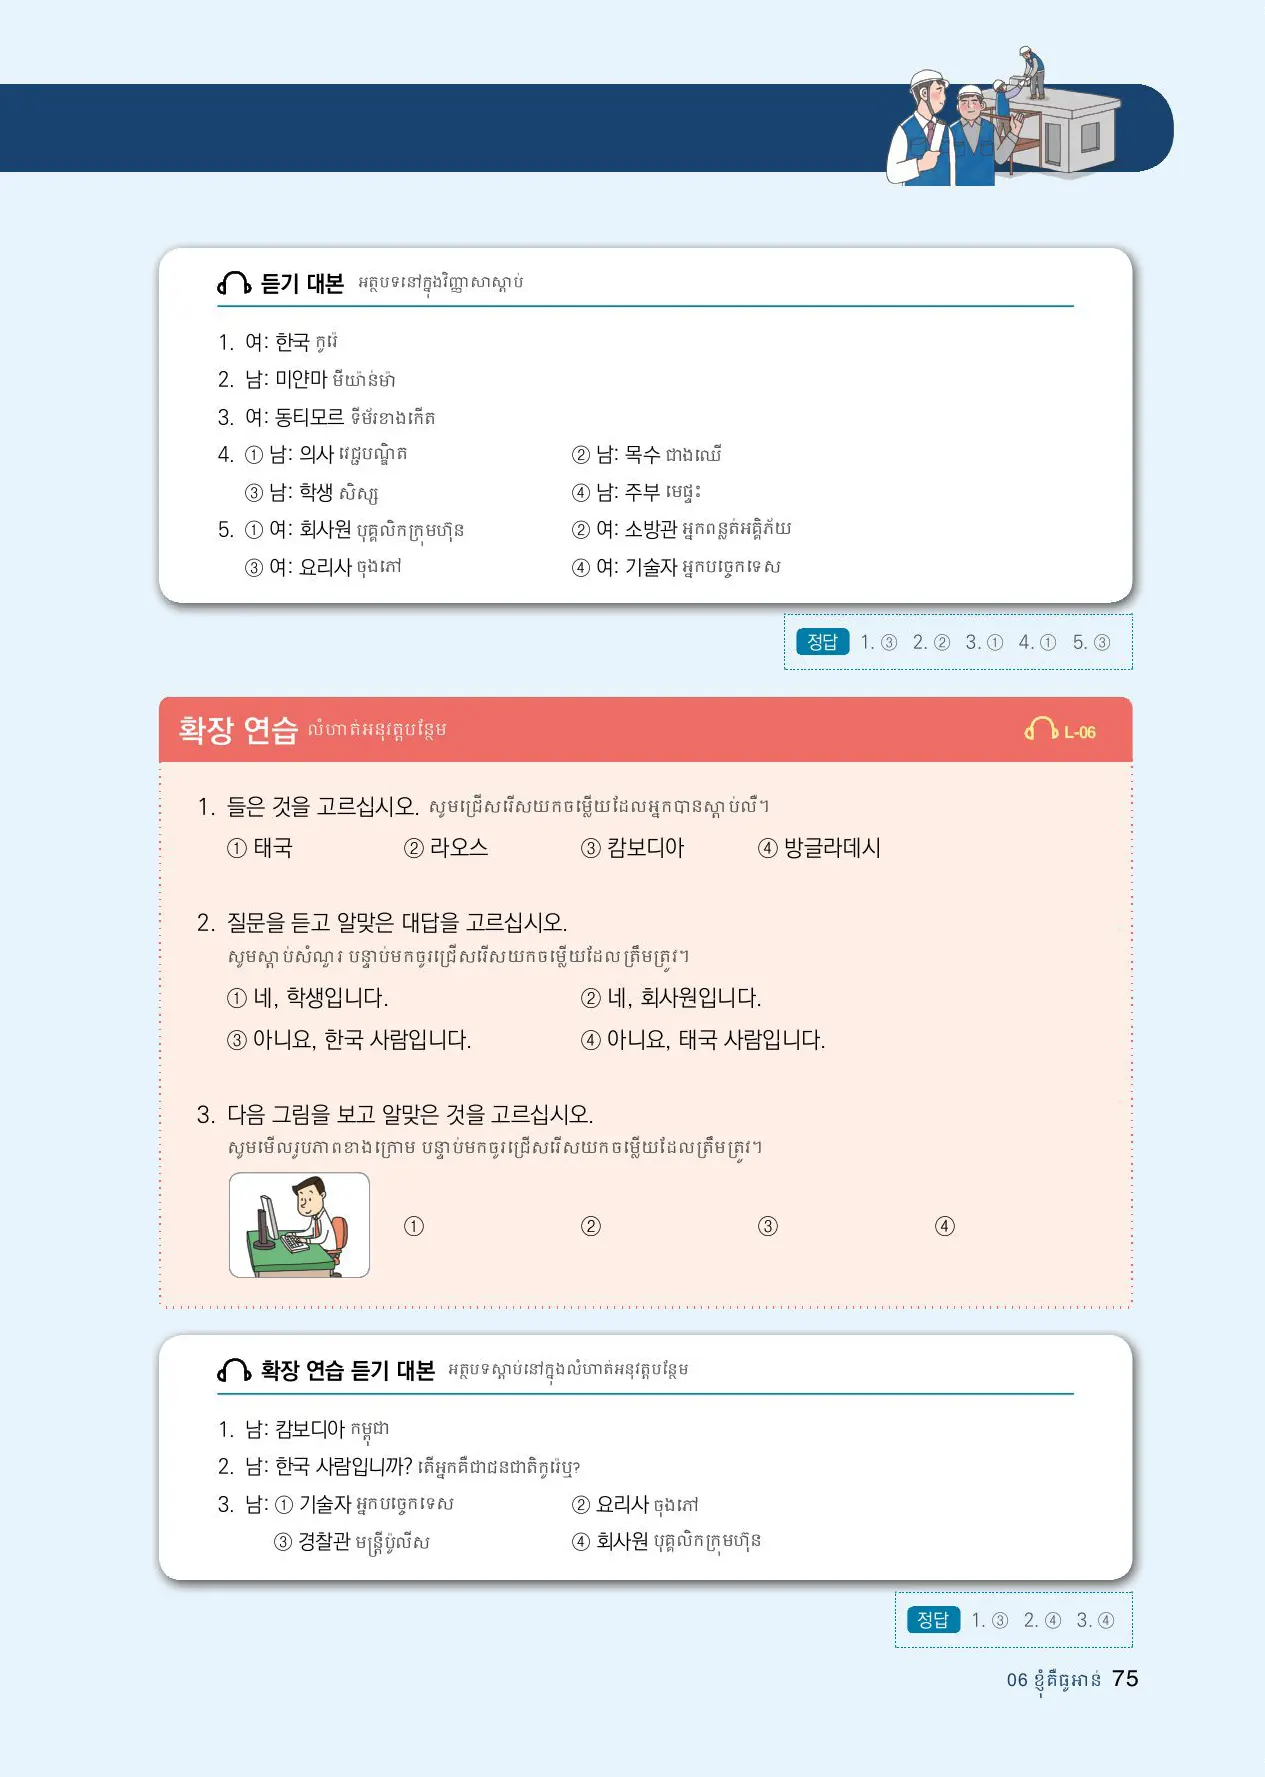 듣기 대본 អត្ថបទនៅក្នុងវិញ្ញាសាស្តាប់
1. 여: 한국 កូរ៉េ
2. 남: 미얀마 មីយ៉ាន់ម៉ា
3. 여: 동티모르 ទីម័រខាងកើត
4. ① 남: 의사 វេជ្ជបណ្ឌិត ② 남: 목수 ជាងឈើ
③ 남: 학생 សិស្ស ④ 남: 주부 មេផ្ទះ
5. ① 여: 회사원 បុគ្គលិកក្រុមហ៊ុន ② 여: 소방관 អ្នកពន្លត់អគ្គិភ័យ
③ 여: 요리사 ចុងភៅ ④ 여: 기술자 អ្នកបច្ចេកទេស
정답 1. ③ 2. ② 3. ① 4. ① 5. ③
확장 연습 លំហាត់អនុវត្តបន្ថែម L-06
1. 들은 것을 고르십시오. សូមជ្រើសរើសយកចម្លើយដែលអ្នកបានស្តាប់លឺ។
① 태국 ② 라오스 ③ 캄보디아 ④ 방글라데시
2. 질문을 듣고 알맞은 대답을 고르십시오.
សូមស្តាប់សំណួរ បន្ទាប់មកចូរជ្រើសរើសយកចម្លើយដែលត្រឹមត្រូវ។
① 네, 학생입니다. ② 네, 회사원입니다.
③ 아니요, 한국 사람입니다. ④ 아니요, 태국 사람입니다.
3. 다음 그림을 보고 알맞은 것을 고르십시오.
សូមមើលរូបភាពខាងក្រោម បន្ទាប់មកចូរជ្រើសរើសយកចម្លើយដែលត្រឹមត្រូវ។
① ② ③ ④
확장 연습 듣기 대본 អត្ថបទស្តាប់នៅក្នុងលំហាត់អនុវត្តបន្ថែម
1. 남: 캄보디아 កម្ពុជា
2. 남: 한국 사람입니까? តើអ្នកគឺជាជនជាតិកូរ៉េឬ?
3. 남: ① 기술자 អ្នកបច្ចេកទេស ② 요리사 ចុងភៅ
③ 경찰관 មន្ត្រីប៉ូលីស ④ 회사원 បុគ្គលិកក្រុមហ៊ុន
정답 1. ③ 2. ④ 3. ④
06 ខ្ញុំគឺធូអាន់ 75